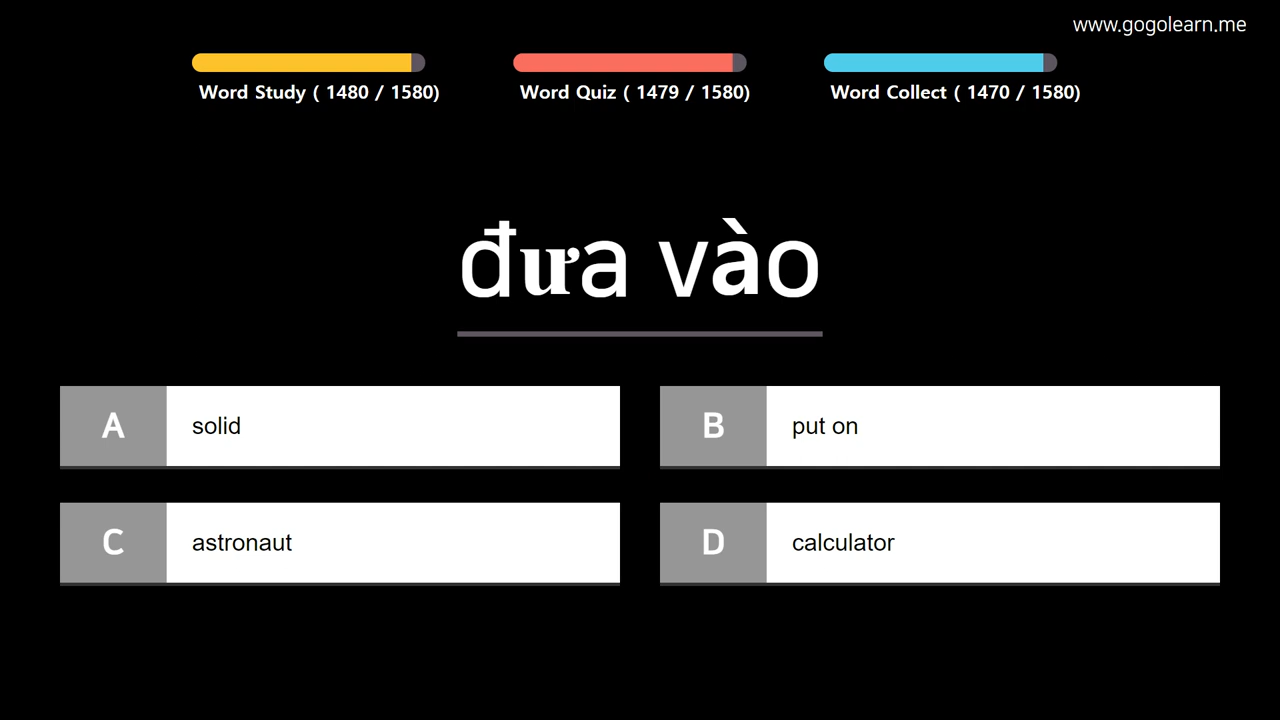 www.gogolearn.me
Word Study ( 1480 / 1580)
Word Quiz ( 1479 / 1580)
Word Collect ( 1470 / 1580)
đưa vào
A solid
B put on
C astronaut
D calculator